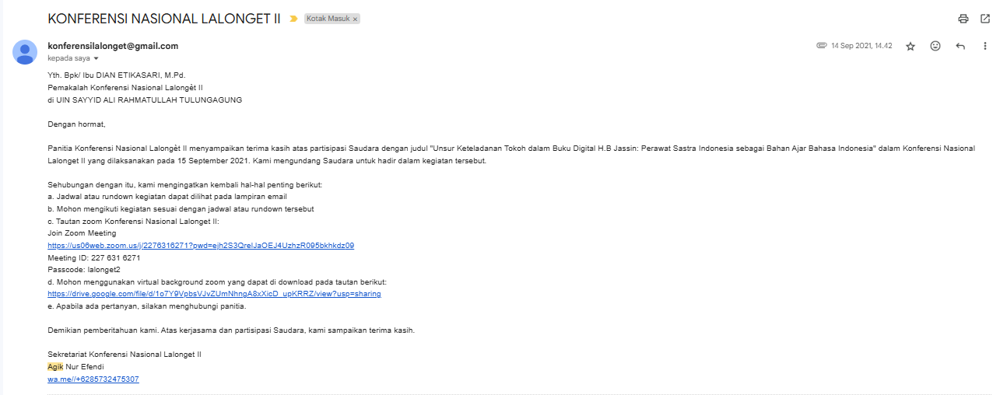 KONFERENSI NASIONAL LALONGET II
Kotak Masuk ×
konferensilalonget@gmail.com
14 Sep 2021, 14.42
kepada saya
Yth. Bpk/ Ibu DIAN ETIKASARI, M.Pd.
Pemakalah Konferensi Nasional Lalongèt II
di UIN SAYYID ALI RAHMATULLAH TULUNGAGUNG
Dengan hormat,
Panitia Konferensi Nasional Lalongèt II menyampaikan terima kasih atas partisipasi Saudara dengan judul "Unsur Keteladanan Tokoh dalam Buku Digital H.B Jassin: Perawat Sastra Indonesia sebagai Bahan Ajar Bahasa Indonesia" dalam Konferensi Nasional
Lalonget II yang dilaksanakan pada 15 September 2021. Kami mengundang Saudara untuk hadir dalam kegiatan tersebut.
Sehubungan dengan itu, kami mengingatkan kembali hal-hal penting berikut:
a. Jadwal atau rundown kegiatan dapat dilihat pada lampiran email
b. Mohon mengikuti kegiatan sesuai dengan jadwal atau rundown tersebut
c. Tautan zoom Konferensi Nasional Lalonget II:
Join Zoom Meeting
https://us06web.zoom.us/j/2276316271?pwd=ejh2S3QrelJaOEJ4UzhzR095bkhkdz09
Meeting ID: 227 631 6271
Passcode: lalonget2
d. Mohon menggunakan virtual background zoom yang dapat di download pada tautan berikut:
https://drive.google.com/file/d/1o7Y9VpbsVJvZUmNhngA8xXicD_upKRRZ/view?usp=sharing
e. Apabila ada pertanyan, silakan menghubungi panitia.
Demikian pemberitahuan kami. Atas kerjasama dan partisipasi Saudara, kami sampaikan terima kasih.
Sekretariat Konferensi Nasional Lalonget II
Agik Nur Efendi
wa.me//+6285732475307